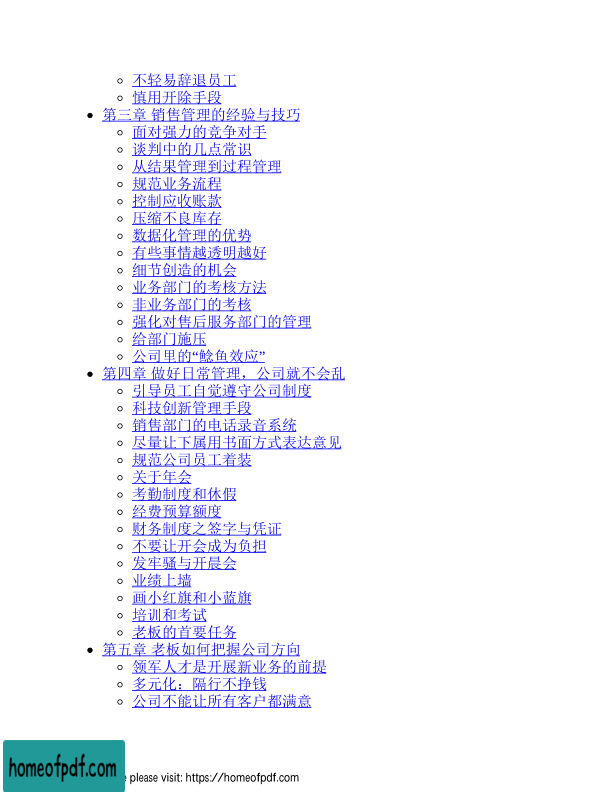 不轻易辞退员工
慎用开除手段
第三章 销售管理的经验与技巧
面对强力的竞争对手
谈判中的几点常识
从结果管理到过程管理
规范业务流程
控制应收账款
压缩不良库存
数据化管理的优势
有些事情越透明越好
细节创造的机会
业务部门的考核方法
非业务部门的考核
强化对售后服务部门的管理
给部门施压
公司里的“鲶鱼效应”
第四章 做好日常管理，公司就不会乱
引导员工自觉遵守公司制度
科技创新管理手段
销售部门的电话录音系统
尽量让下属用书面方式表达意见
规范公司员工着装
关于年会
考勤制度和休假
经费预算额度
财务制度之签字与凭证
不要让开会成为负担
发牢骚与开晨会
业绩上墙
画小红旗和小蓝旗
培训和考试
老板的首要任务
第五章 老板如何把握公司方向
领军人才是开展新业务的前提
多元化：隔行不挣钱
公司不能让所有客户都满意
homeofpdf.com
please visit: https://homeofpdf.com